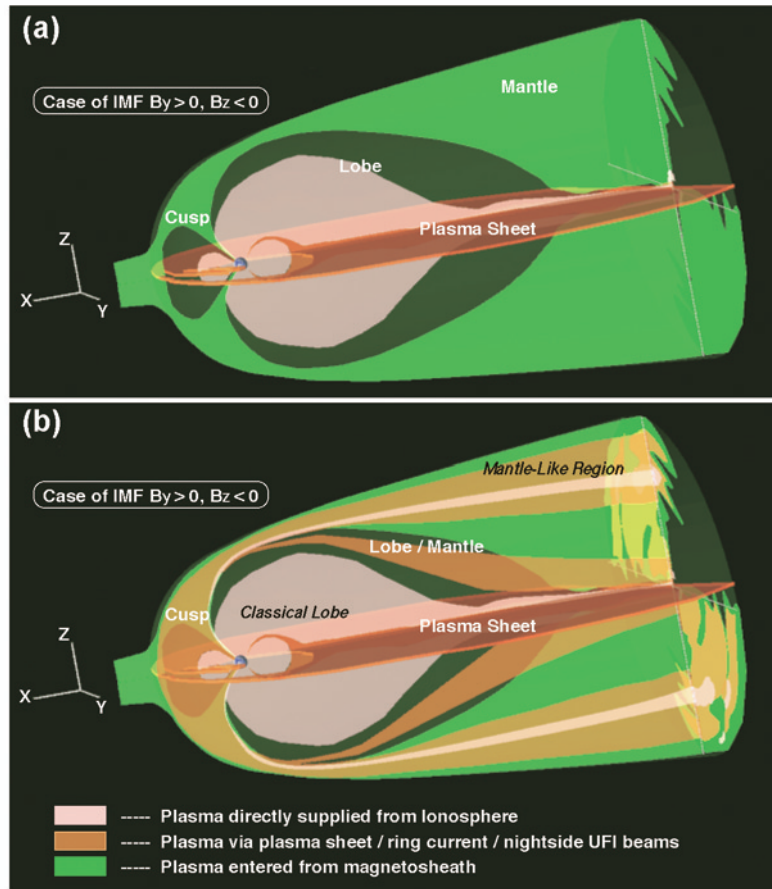 (a)
Case of IMF By > 0, Bz < 0
Mantle
Lobe
Cusp
Plasma Sheet
Z
X
Y
(b)
Case of IMF By > 0, Bz < 0
Mantle-Like Region
Lobe / Mantle
Cusp
Classical Lobe
Plasma Sheet
Z
X
Y
----- Plasma directly supplied from Ionosphere
----- Plasma via plasma sheet / ring current / nightside UFI beams
----- Plasma entered from magnetosheath